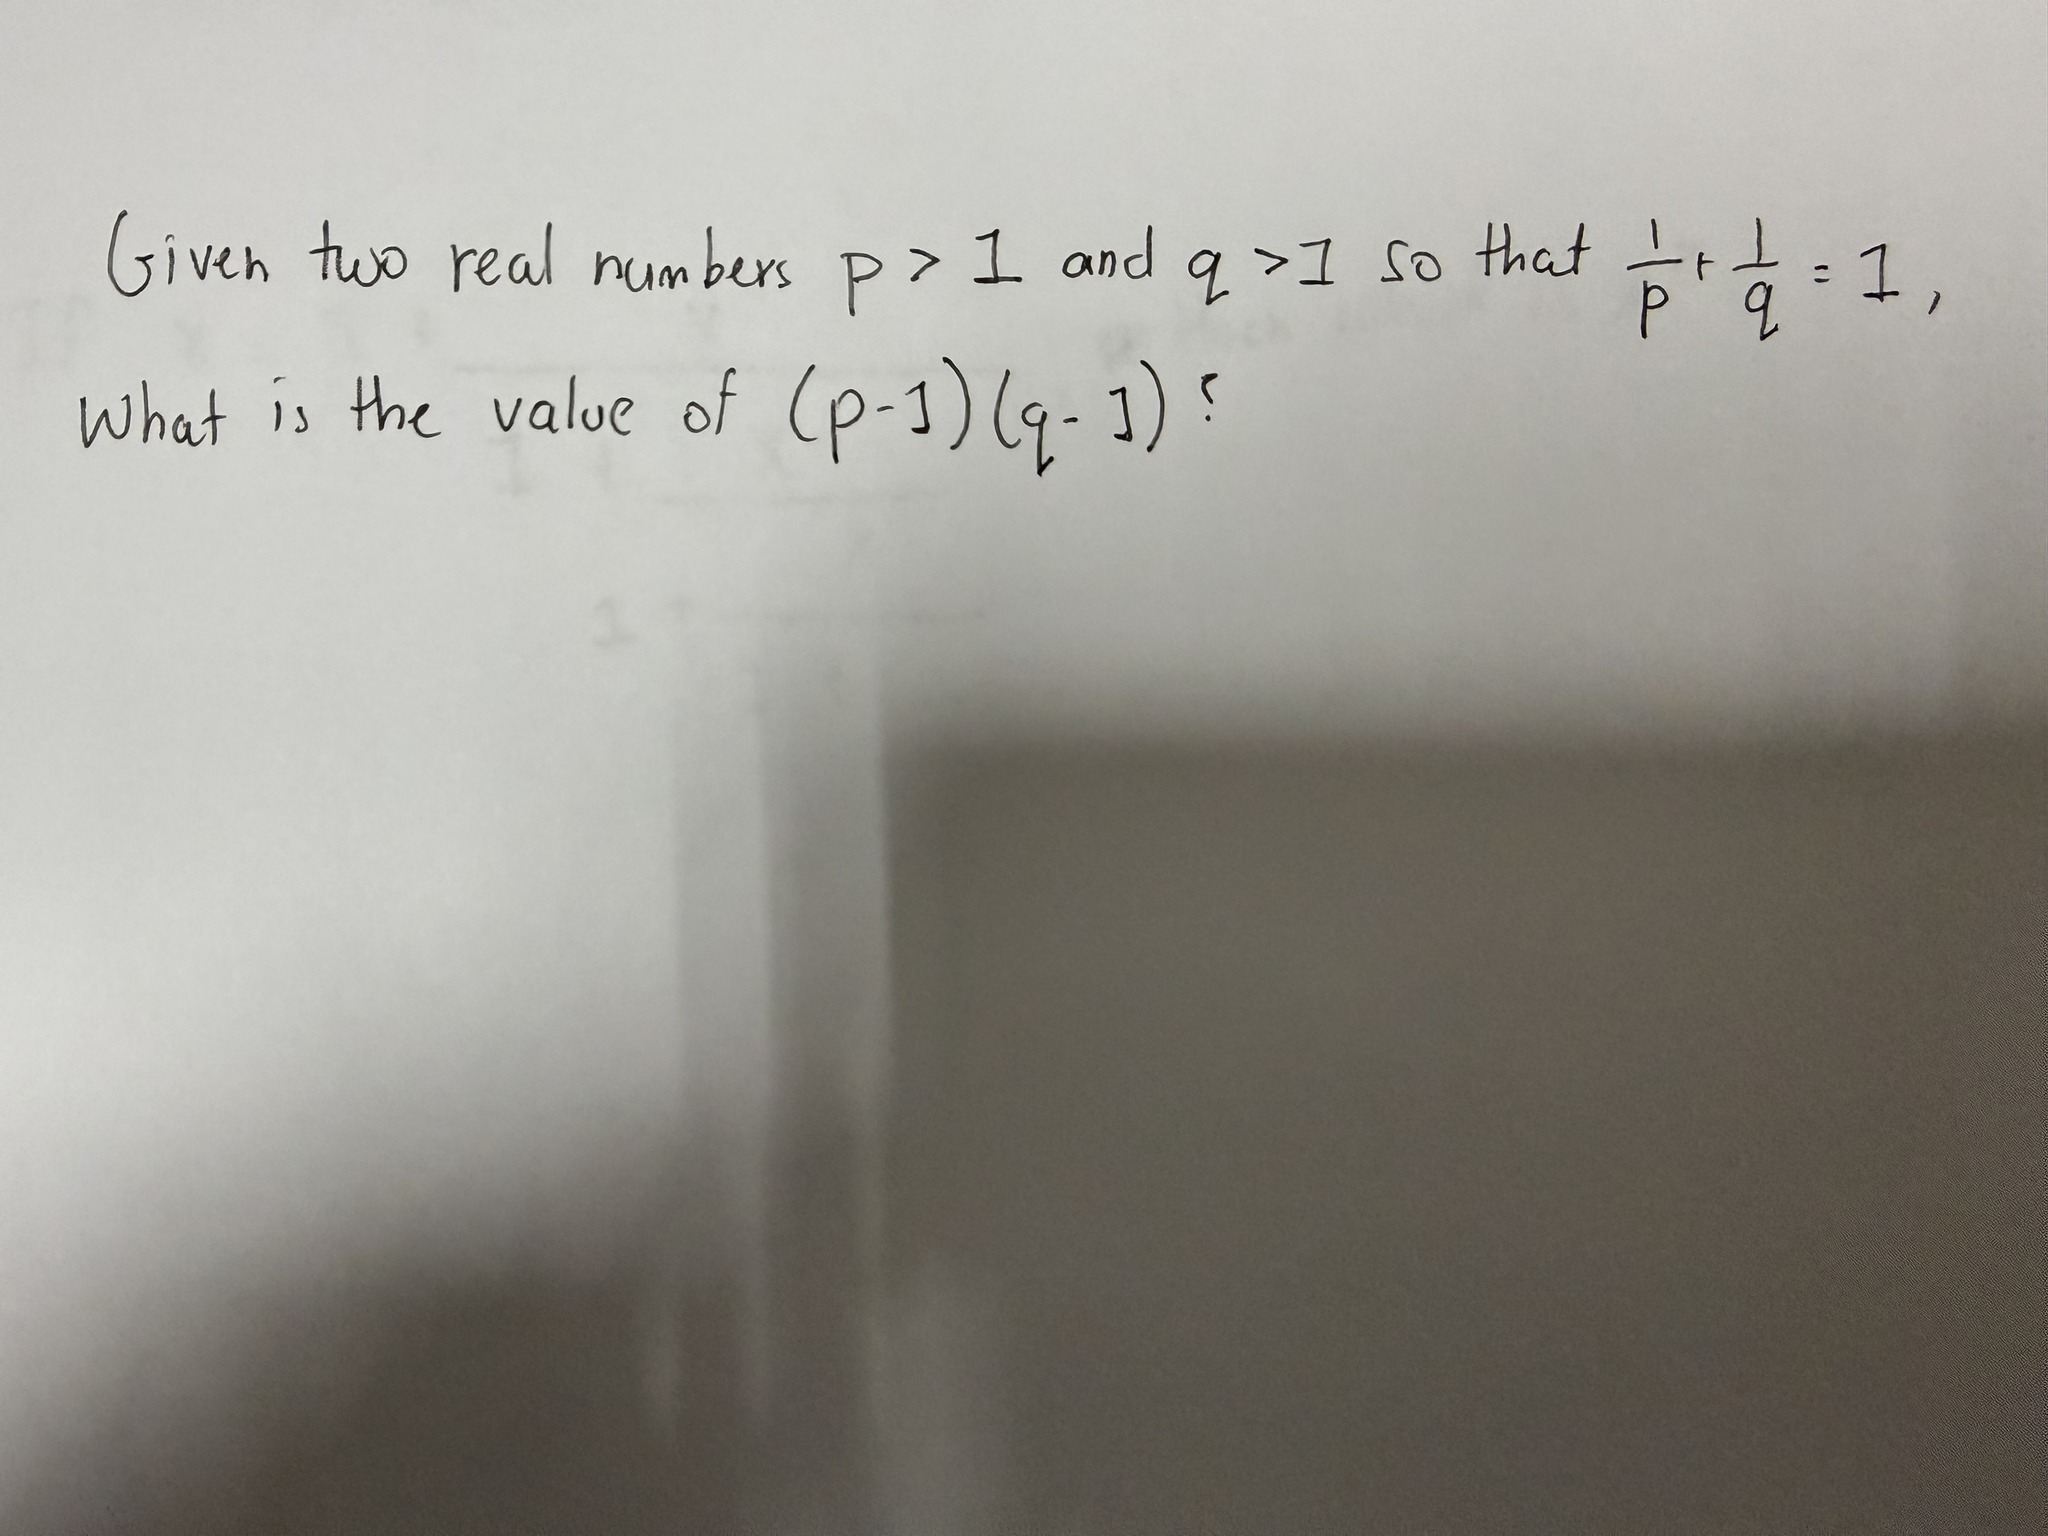 Given two real numbers p > 1 and q > 1 so that 1/p + 1/q = 1,
What is the value of (p-1)(q-1)?